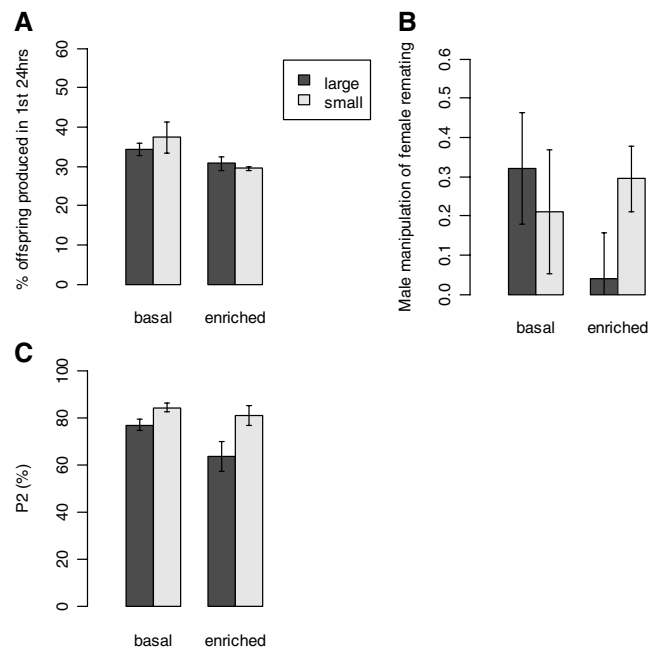 A
% offspring produced in 1st 24hrs
60
50
40
30
20
10
0
basal enriched
large
small
B
Male manipulation of female remating
0.6
0.5
0.4
0.3
0.2
0.1
0.0
basal enriched
C
P2 (%)
100
80
60
40
20
0
basal enriched